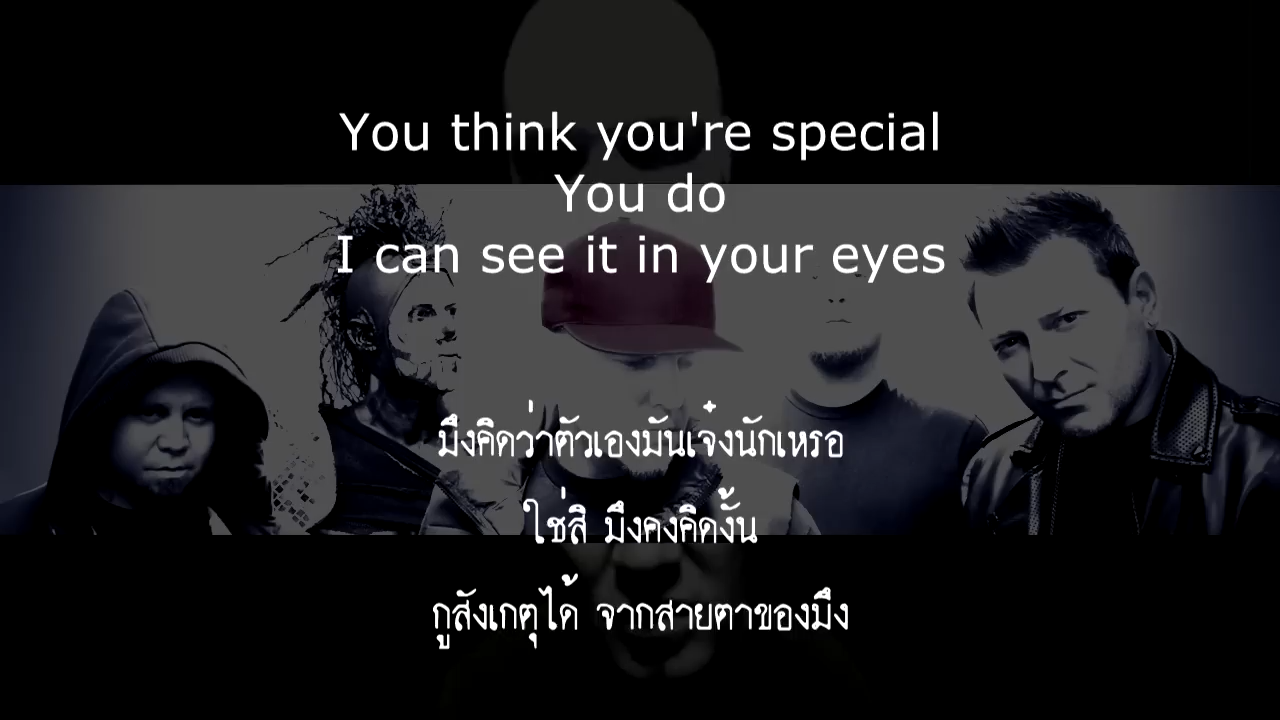 You think you're special
You do
I can see it in your eyes
มึงคิดว่าตัวเองมันเจ๋งนักเหรอ
ใช่สิ มึงคงคิดงั้น
กูสังเกตุได้ จากสายตาของมึง